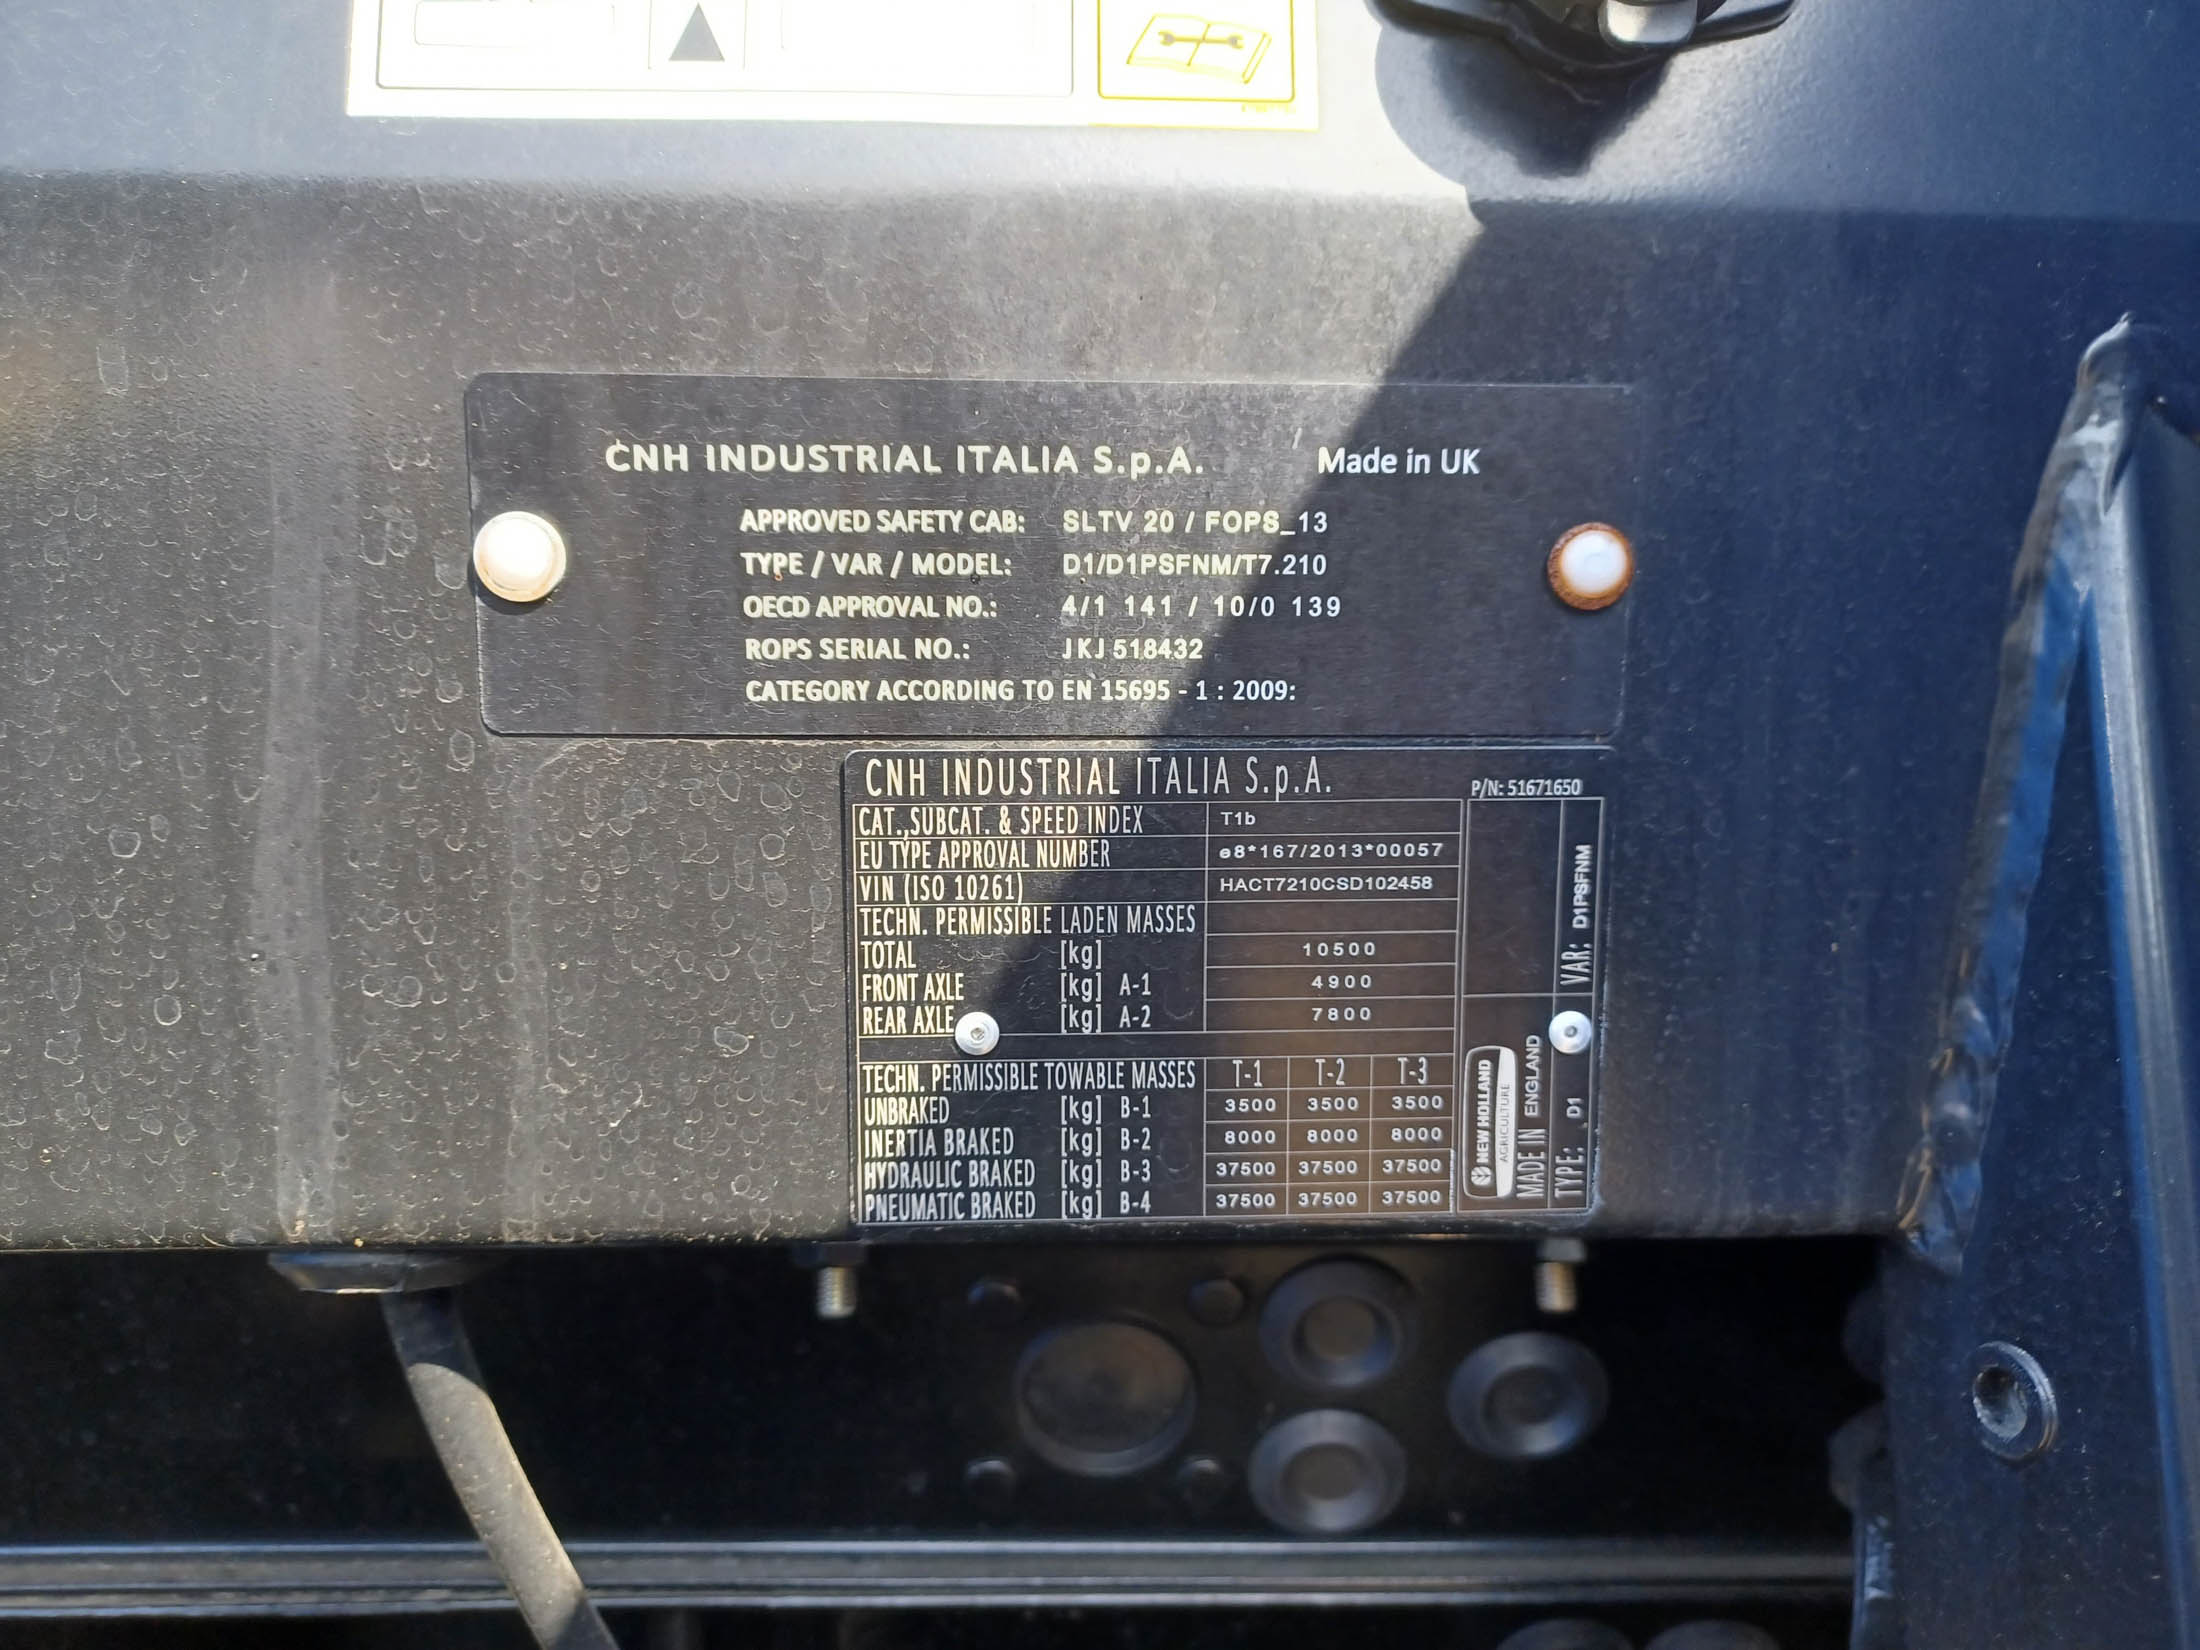 CNH INDUSTRIAL ITALIA S.p.A. Made in UK
APPROVED SAFETY CAB: SLTV 20 / FOPS_13
TYPE / VAR / MODEL: D1/D1PSFNM/T7.210
OECD APPROVAL NO.: 4/1 141 / 10/0 139
ROPS SERIAL NO.: JKJ518432
CATEGORY ACCORDING TO EN 15695 - 1 : 2009:
CNH INDUSTRIAL ITALIA S.p.A. P/N: 51671650
CAT.,SUBCAT. & SPEED INDEX T1b
EU TYPE APPROVAL NUMBER e8*167/2013*00057
VIN (ISO 10261) HACT7210CSD102458
TECHN. PERMISSIBLE LADEN MASSES
TOTAL [kg] 10500
FRONT AXLE [kg] A-1 4900
REAR AXLE [kg] A-2 7800
TECHN. PERMISSIBLE TOWABLE MASSES T-1 T-2 T-3
UNBRAKED [kg] B-1 3500 3500 3500
INERTIA BRAKED [kg] B-2 8000 8000 8000
HYDRAULIC BRAKED [kg] B-3 37500 37500 37500
PNEUMATIC BRAKED [kg] B-4 37500 37500 37500
NEW HOLLAND
AGRICULTURE
MADE IN ENGLAND
TYPE: D1 VAR: D1PSFNM